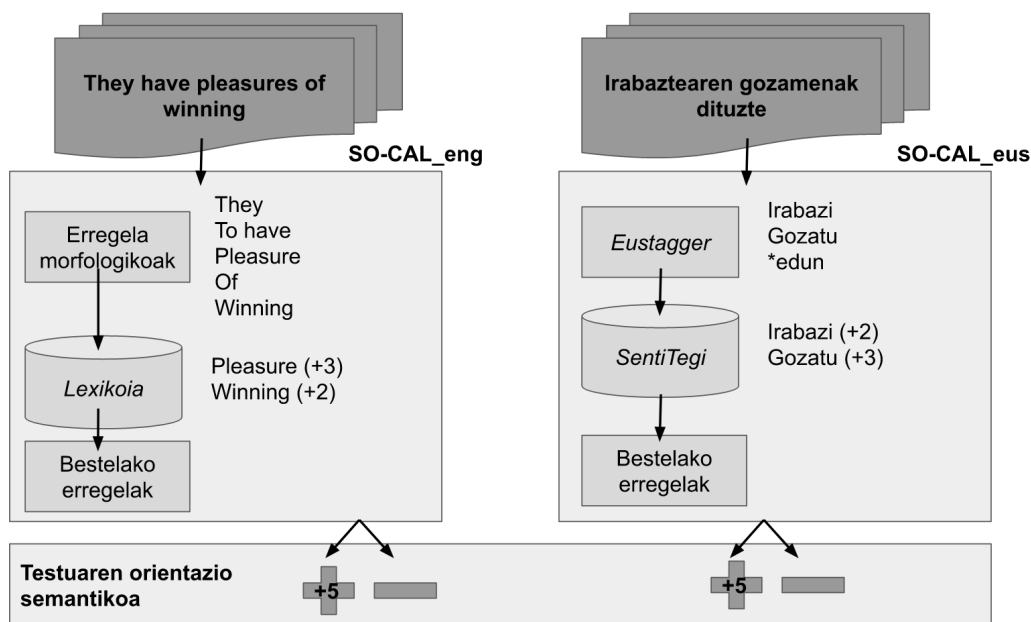 They have pleasures of
winning
SO-CAL_eng
Erregela
morfologikoak
They
To have
Pleasure
Of
Winning
Lexikoia
Pleasure (+3)
Winning (+2)
Bestelako
erregelak
Irabaztearen gozamenak
dituzte
SO-CAL_eus
Eustagger
Irabazi
Gozatu
*edun
SentiTegi
Irabazi (+2)
Gozatu (+3)
Bestelako
erregelak
Testuaren orientazio
semantikoa
+5
+5